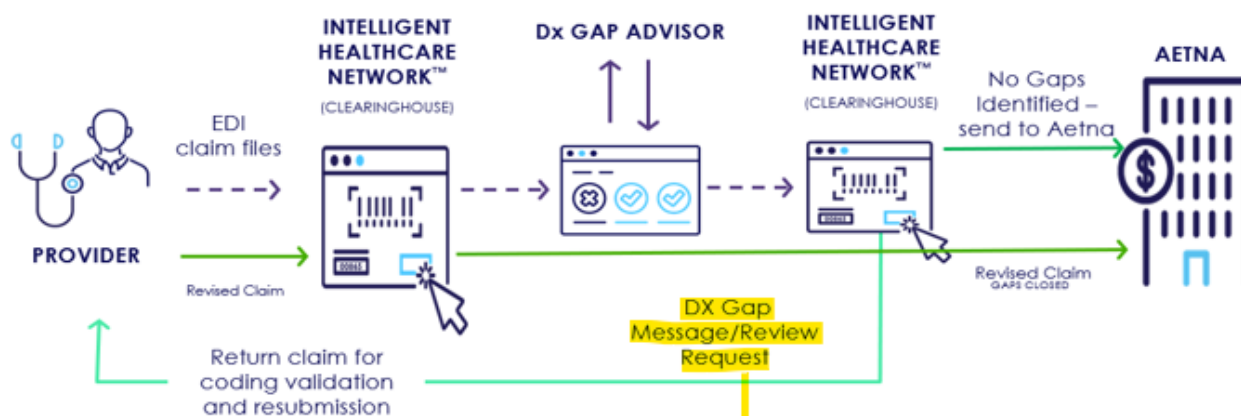 INTELLIGENT
HEALTHCARE
NETWORK™
(CLEARINGHOUSE)
Dx GAP ADVISOR
INTELLIGENT
HEALTHCARE
NETWORK™
(CLEARINGHOUSE)
AETNA
No Gaps
Identified –
send to Aetna
EDI
claim files
$
PROVIDER
Revised Claim
Revised Claim
GAPS CLOSED
DX Gap
Message/Review
Request
Return claim for
coding validation
and resubmission